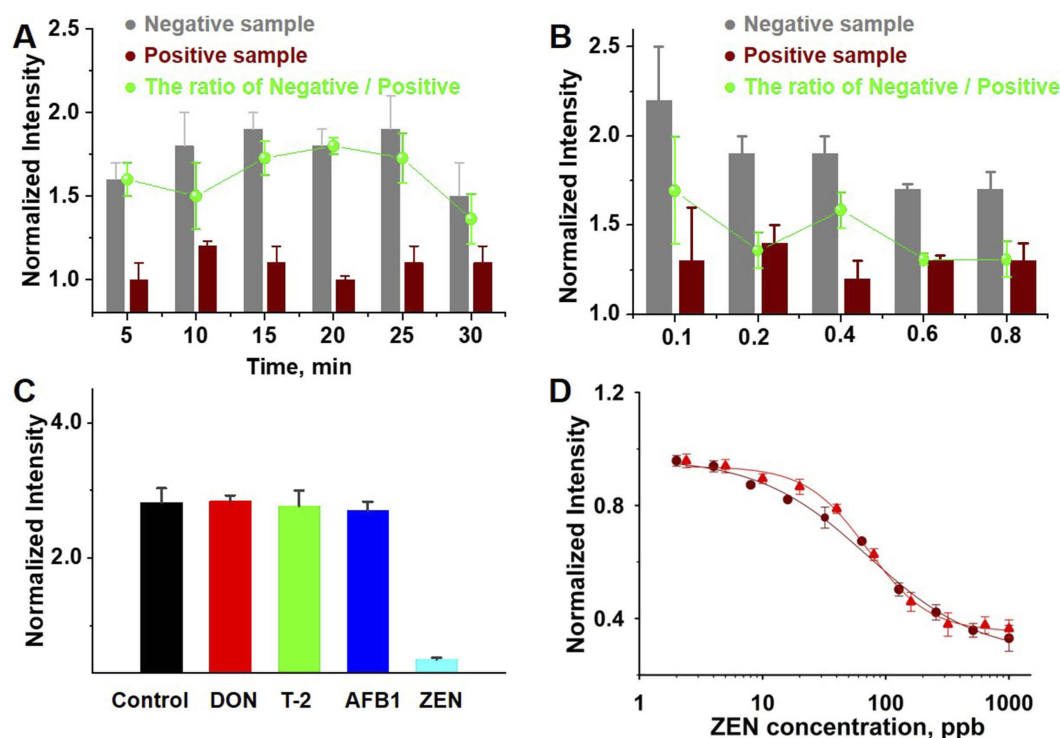 A
Negative sample
Positive sample
The ratio of Negative / Positive
Normalized Intensity
2.5
2.0
1.5
1.0
5 10 15 20 25 30
Time, min
B
Negative sample
Positive sample
The ratio of Negative / Positive
Normalized Intensity
2.5
2.0
1.5
1.0
0.1 0.2 0.4 0.6 0.8
C
Normalized Intensity
4.0
2.0
Control DON T-2 AFB1 ZEN
D
Normalized Intensity
1.2
0.8
0.4
1 10 100 1000
ZEN concentration, ppb